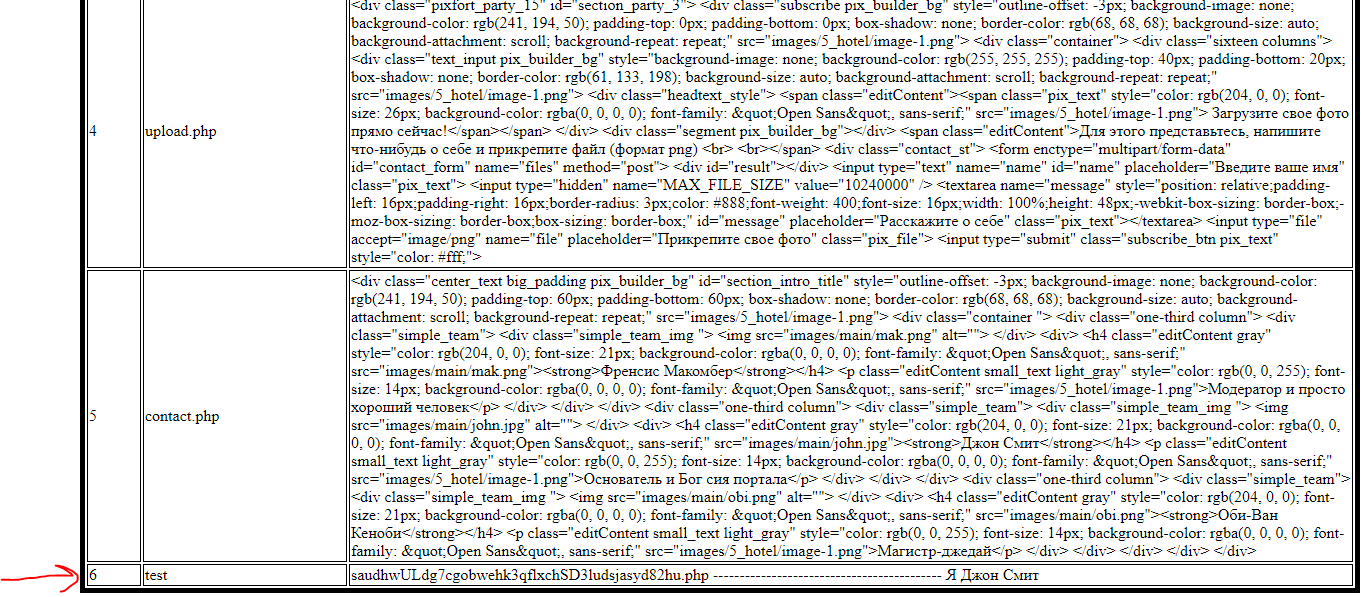 <div class="pixfort_party_15" id="section_party_3"> <div class="subscribe pix_builder_bg" style="outline-offset: -3px; background-image: none;
background-color: rgb(241, 194, 50); padding-top: 0px; padding-bottom: 0px; box-shadow: none; border-color: rgb(68, 68, 68); background-size: auto;
background-attachment: scroll; background-repeat: repeat;" src="images/5_hotel/image-1.png"> <div class="container"> <div class="sixteen columns">
<div class="text_input pix_builder_bg" style="background-image: none; background-color: rgb(255, 255, 255); padding-top: 40px; padding-bottom: 20px;
box-shadow: none; border-color: rgb(61, 133, 198); background-size: auto; background-attachment: scroll; background-repeat: repeat;"
src="images/5_hotel/image-1.png"> <div class="headtext_style"> <span class="editContent"><span class="pix_text" style="color: rgb(204, 0, 0); font-
size: 26px; background-color: rgba(0, 0, 0, 0); font-family: &quot;Open Sans&quot;, sans-serif;" src="images/5_hotel/image-1.png"> Загрузите свое фото
4 upload.php прямо сейчас!</span></span> </div> <div class="segment pix_builder_bg"></div> <span class="editContent">Для этого представьтесь, напишите
что-нибудь о себе и прикрепите файл (формат png) <br> <br></span> <div class="contact_st"> <form enctype="multipart/form-data"
id="contact_form" name="files" method="post"> <div id="result"></div> <input type="text" name="name" id="name" placeholder="Введите ваше имя"
class="pix_text"> <input type="hidden" name="MAX_FILE_SIZE" value="10240000" /> <textarea name="message" style="position: relative;padding-
left: 16px;padding-right: 16px;border-radius: 3px;color: #888;font-weight: 400;font-size: 16px;width: 100%;height: 48px;-webkit-box-sizing: border-box;-
moz-box-sizing: border-box;box-sizing: border-box;" id="message" placeholder="Расскажите о себе" class="pix_text"></textarea> <input type="file"
accept="image/png" name="file" placeholder="Прикрепите свое фото" class="pix_file"> <input type="submit" class="subscribe_btn pix_text"
style="color: #fff;">
<div class="center_text big_padding pix_builder_bg" id="section_intro_title" style="outline-offset: -3px; background-image: none; background-color:
rgb(241, 194, 50); padding-top: 60px; padding-bottom: 60px; box-shadow: none; border-color: rgb(68, 68, 68); background-size: auto; background-
attachment: scroll; background-repeat: repeat;" src="images/5_hotel/image-1.png"> <div class="container "> <div class="one-third column"> <div
class="simple_team"> <div class="simple_team_img "> <img src="images/main/mak.png" alt=""> </div> <div> <h4 class="editContent gray"
style="color: rgb(204, 0, 0); font-size: 21px; background-color: rgba(0, 0, 0, 0); font-family: &quot;Open Sans&quot;, sans-serif;"
src="images/main/mak.png"><strong>Френсис Макомбер</strong></h4> <p class="editContent small_text light_gray" style="color: rgb(0, 0, 255); font-
size: 14px; background-color: rgba(0, 0, 0, 0); font-family: &quot;Open Sans&quot;, sans-serif;" src="images/5_hotel/image-1.png">Модератор и просто
5 contact.php хороший человек</p> </div> </div> </div> <div class="one-third column"> <div class="simple_team"> <div class="simple_team_img "> <img
src="images/main/john.jpg" alt=""> </div> <div> <h4 class="editContent gray" style="color: rgb(204, 0, 0); font-size: 21px; background-color: rgba(0, 0,
0, 0); font-family: &quot;Open Sans&quot;, sans-serif;" src="images/main/john.jpg"><strong>Джон Смит</strong></h4> <p class="editContent
small_text light_gray" style="color: rgb(0, 0, 255); font-size: 14px; background-color: rgba(0, 0, 0, 0); font-family: &quot;Open Sans&quot;, sans-serif;"
src="images/5_hotel/image-1.png">Основатель и Бог сия портала</p> </div> </div> </div> <div class="one-third column"> <div class="simple_team">
<div class="simple_team_img "> <img src="images/main/obi.png" alt=""> </div> <div> <h4 class="editContent gray" style="color: rgb(204, 0, 0); font-
size: 21px; background-color: rgba(0, 0, 0, 0); font-family: &quot;Open Sans&quot;, sans-serif;" src="images/main/obi.png"><strong>Оби-Ван
Кеноби</strong></h4> <p class="editContent small_text light_gray" style="color: rgb(0, 0, 255); font-size: 14px; background-color: rgba(0, 0, 0, 0); font-
family: &quot;Open Sans&quot;, sans-serif;" src="images/5_hotel/image-1.png">Магистр-джедай</p> </div> </div> </div> </div> </div>
6 test saudhwULdg7cgobwehk3qflxchSD3ludsjasyd82hu.php ------------------------------------------ Я Джон Смит